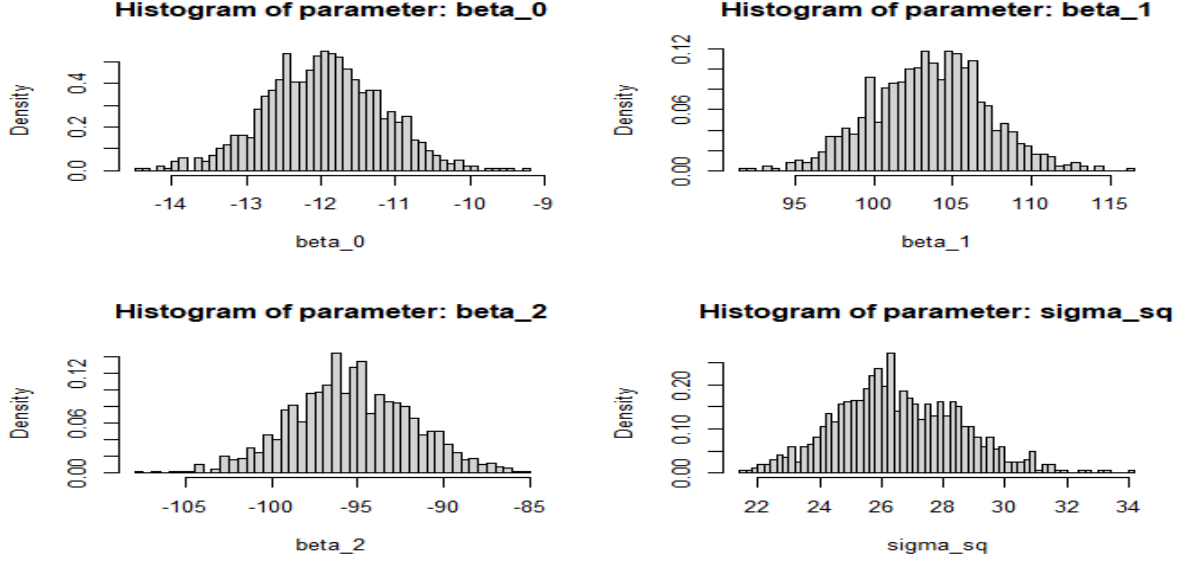 Histogram of parameter: beta_0
Density
0.0 0.2 0.4
-14 -13 -12 -11 -10 -9
beta_0
Histogram of parameter: beta_1
Density
0.00 0.06 0.12
95 100 105 110 115
beta_1
Histogram of parameter: beta_2
Density
0.00 0.06 0.12
-105 -100 -95 -90 -85
beta_2
Histogram of parameter: sigma_sq
Density
0.00 0.10 0.20
22 24 26 28 30 32 34
sigma_sq